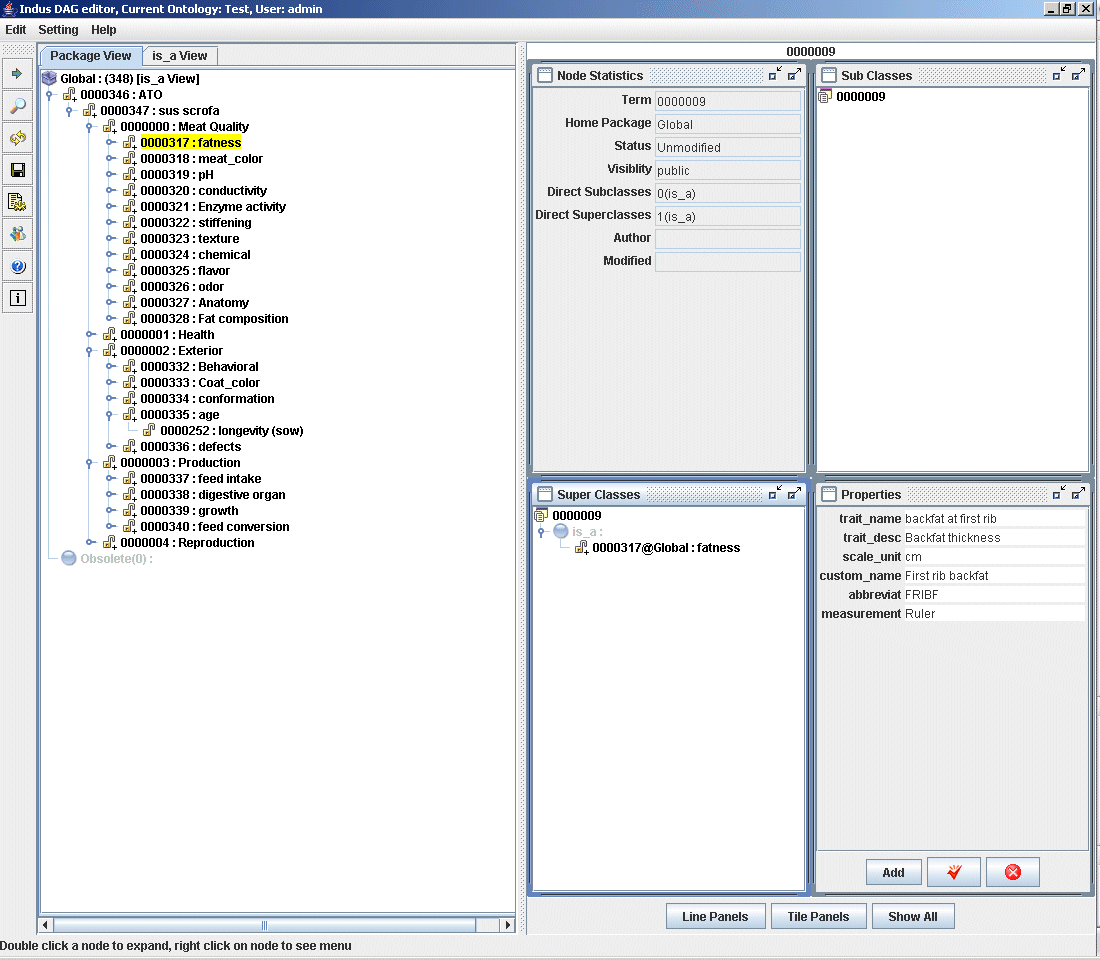 Indus DAG editor, Current Ontology: Test, User: admin
Edit Setting Help
Package View is_a View
Global : (348) [is_a View]
0000346 : ATO
0000347 : sus scrofa
0000000 : Meat Quality
0000317 : fatness
0000318 : meat_color
0000319 : pH
0000320 : conductivity
0000321 : Enzyme activity
0000322 : stiffening
0000323 : texture
0000324 : chemical
0000325 : flavor
0000326 : odor
0000327 : Anatomy
0000328 : Fat composition
0000001 : Health
0000002 : Exterior
0000332 : Behavioral
0000333 : Coat_color
0000334 : conformation
0000335 : age
0000252 : longevity (sow)
0000336 : defects
0000003 : Production
0000337 : feed intake
0000338 : digestive organ
0000339 : growth
0000340 : feed conversion
0000004 : Reproduction
Obsolete(0) :
0000009
Node Statistics
Term 0000009
Home Package Global
Status Unmodified
Visiblity public
Direct Subclasses 0(is_a)
Direct Superclasses 1(is_a)
Author
Modified
Sub Classes
0000009
Super Classes
0000009
is_a :
0000317@Global : fatness
Properties
trait_name backfat at first rib
trait_desc Backfat thickness
scale_unit cm
custom_name First rib backfat
abbreviat FRIBF
measurement Ruler
Add
Line Panels Tile Panels Show All
Double click a node to expand, right click on node to see menu